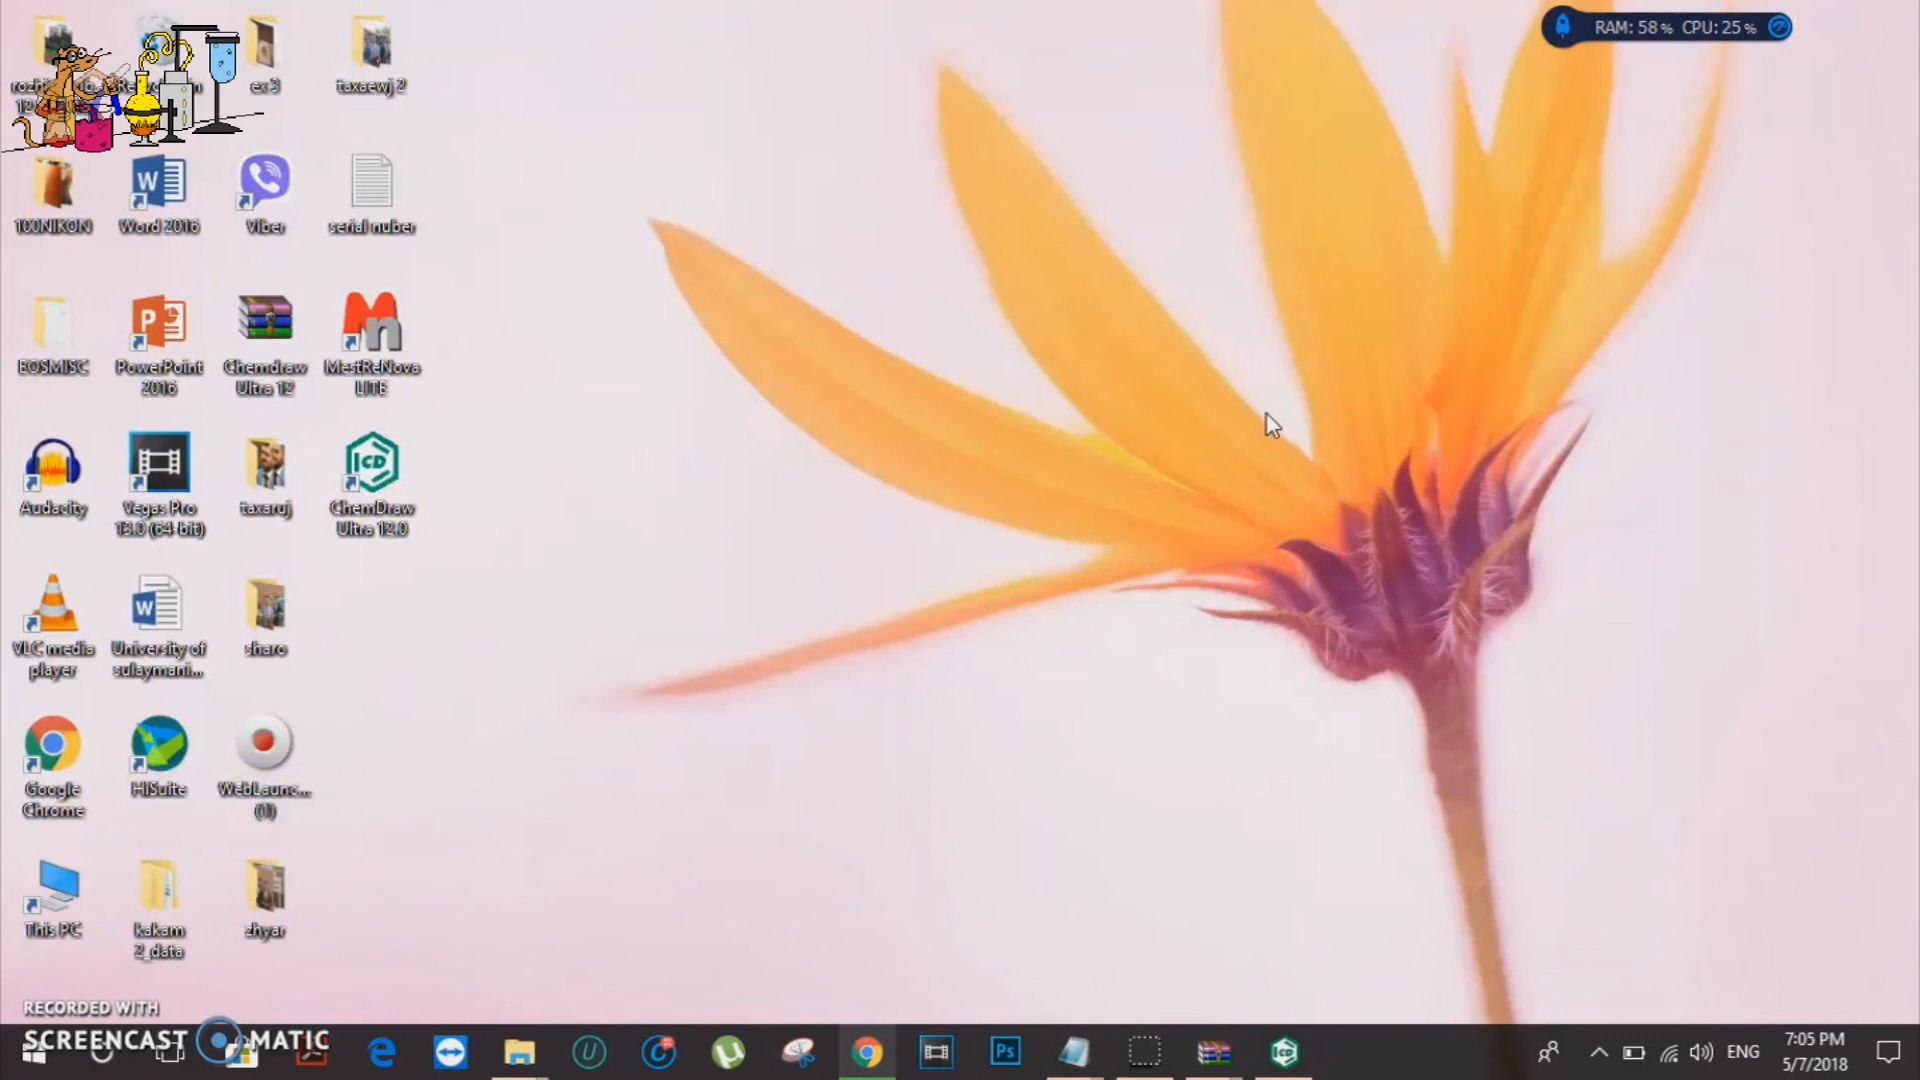 RAM: 58 % CPU: 25 %
ex 3
taxaewj 2
100NIKON
Word 2016
Viber
serial nuber
EOSMISC
PowerPoint
2016
Chemdraw
Ultra 12
MestReNova
LITE
Audacity
Vegas Pro
13.0 (64-bit)
taxaruj
ChemDraw
Ultra 12.0
VLC media
player
University of
sulaymani...
sharo
Google
Chrome
HiSuite
WebLaunc...
(1)
This PC
kakam
2_data
zhyar
RECORDED WITH
SCREENCAST MATIC
ENG
7:05 PM
5/7/2018